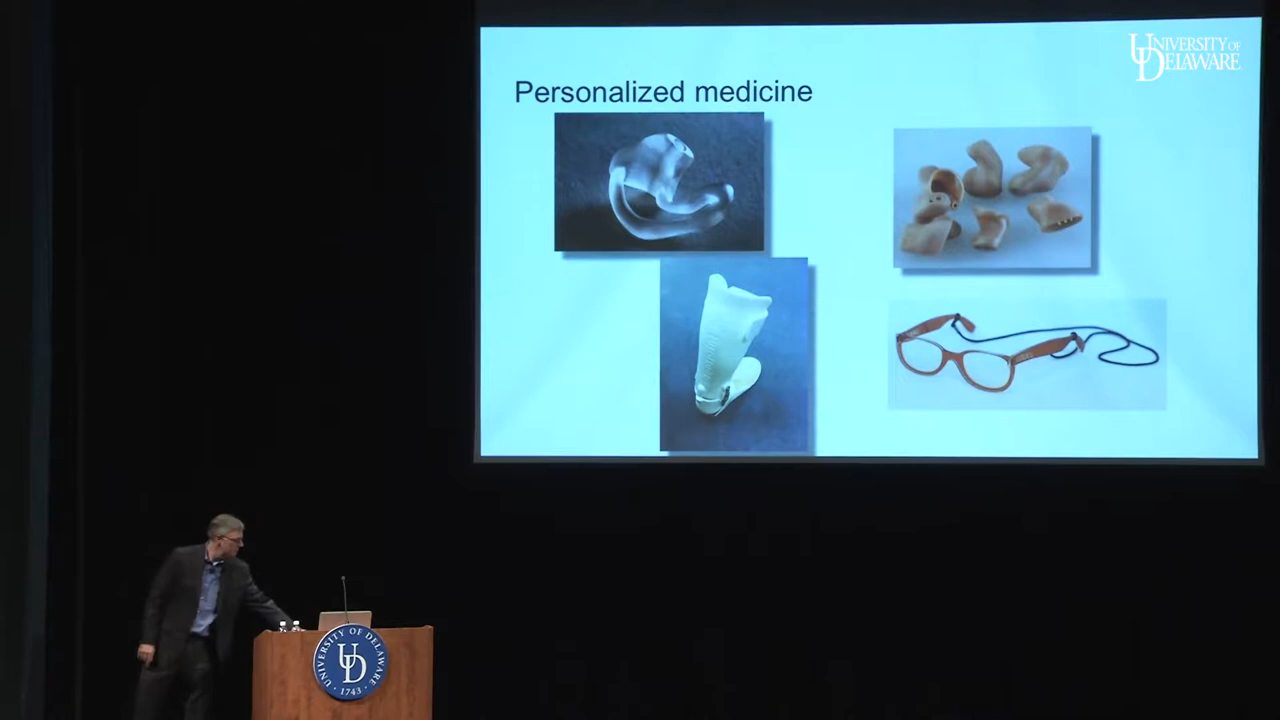 UNIVERSITY OF
DELAWARE
Personalized medicine
UNIVERSITY OF DELAWARE
UD
· 1743 ·